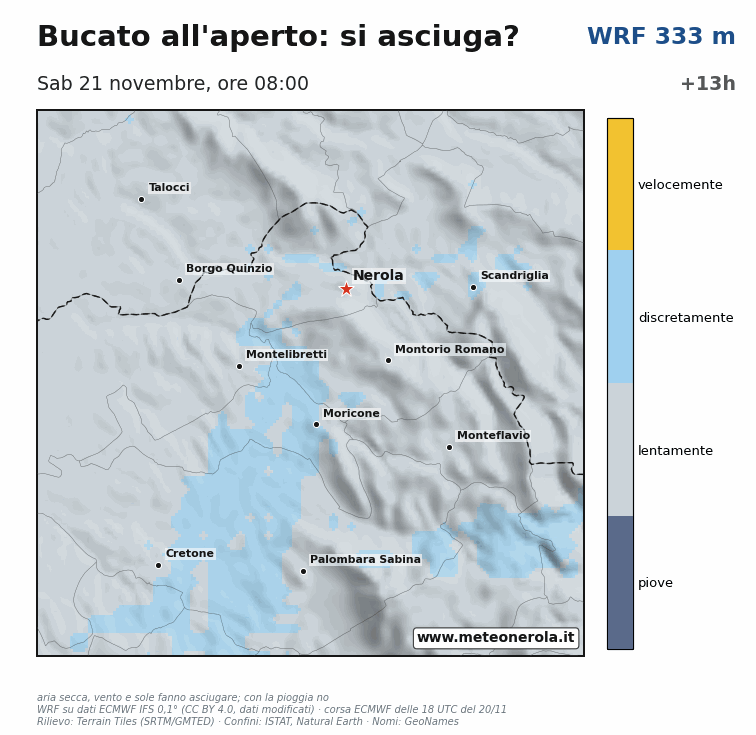 Bucato all'aperto: si asciuga?
WRF 333 m
Sab 21 novembre, ore 08:00
+13h
velocemente
discretamente
lentamente
piove
Talocci
Borgo Quinzio
Nerola
Scandriglia
Montelibretti
Montorio Romano
Moricone
Monteflavio
Cretone
Palombara Sabina
www.meteonerola.it
aria secca, vento e sole fanno asciugare; con la pioggia no
WRF su dati ECMWF IFS 0,1° (CC BY 4.0, dati modificati) · corsa ECMWF delle 18 UTC del 20/11
Rilievo: Terrain Tiles (SRTM/GMTED) · Confini: ISTAT, Natural Earth · Nomi: GeoNames